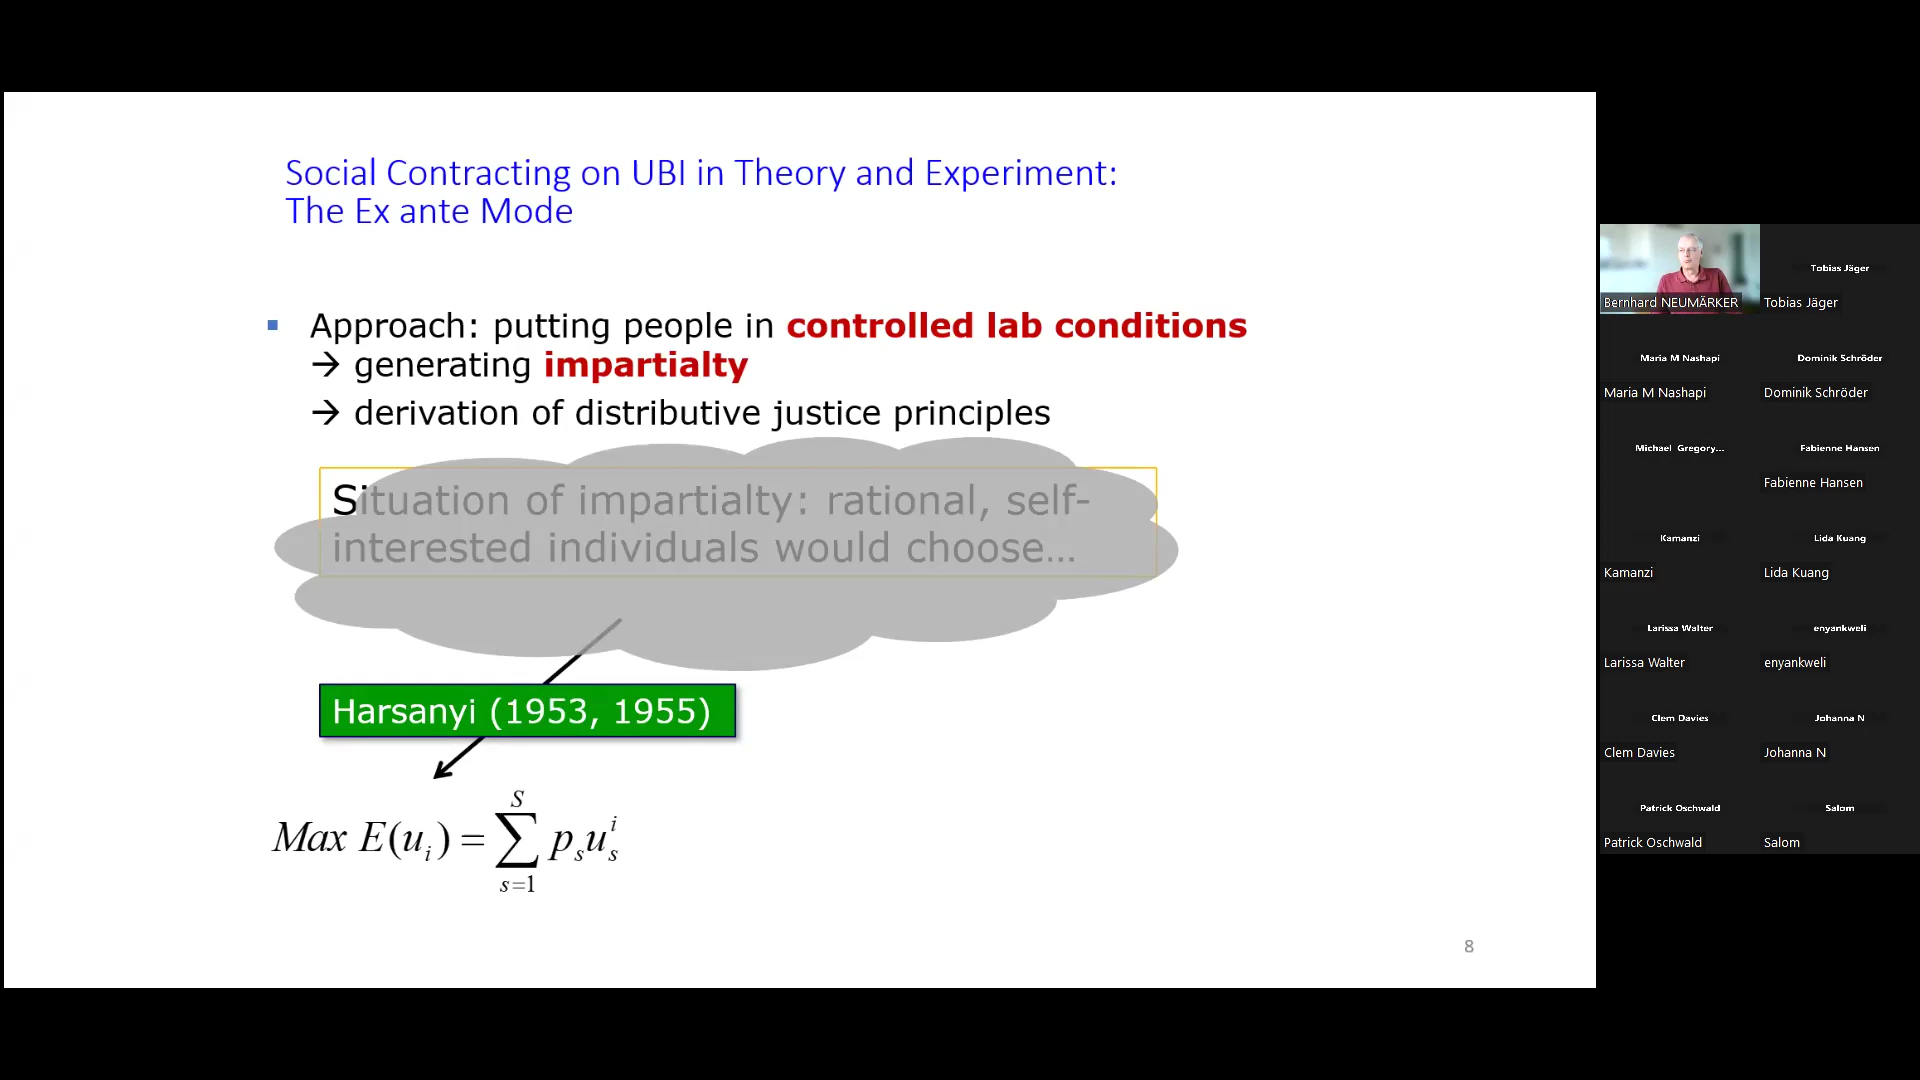 Social Contracting on UBI in Theory and Experiment:
The Ex ante Mode
▪ Approach: putting people in controlled lab conditions
→ generating impartialty
→ derivation of distributive justice principles
Situation of impartialty: rational, self-
interested individuals would choose...
Harsanyi (1953, 1955)
Max E(u_i) = \sum_{s=1}^{S} p_s u_s^i
8
Bernhard NEUMÄRKER
Tobias Jäger
Tobias Jäger
Maria M Nashapi
Maria M Nashapi
Dominik Schröder
Dominik Schröder
Michael Gregory...
Fabienne Hansen
Fabienne Hansen
Kamanzi
Kamanzi
Lida Kuang
Lida Kuang
Larissa Walter
Larissa Walter
enyankweli
enyankweli
Clem Davies
Clem Davies
Johanna N
Johanna N
Patrick Oschwald
Patrick Oschwald
Salom
Salom